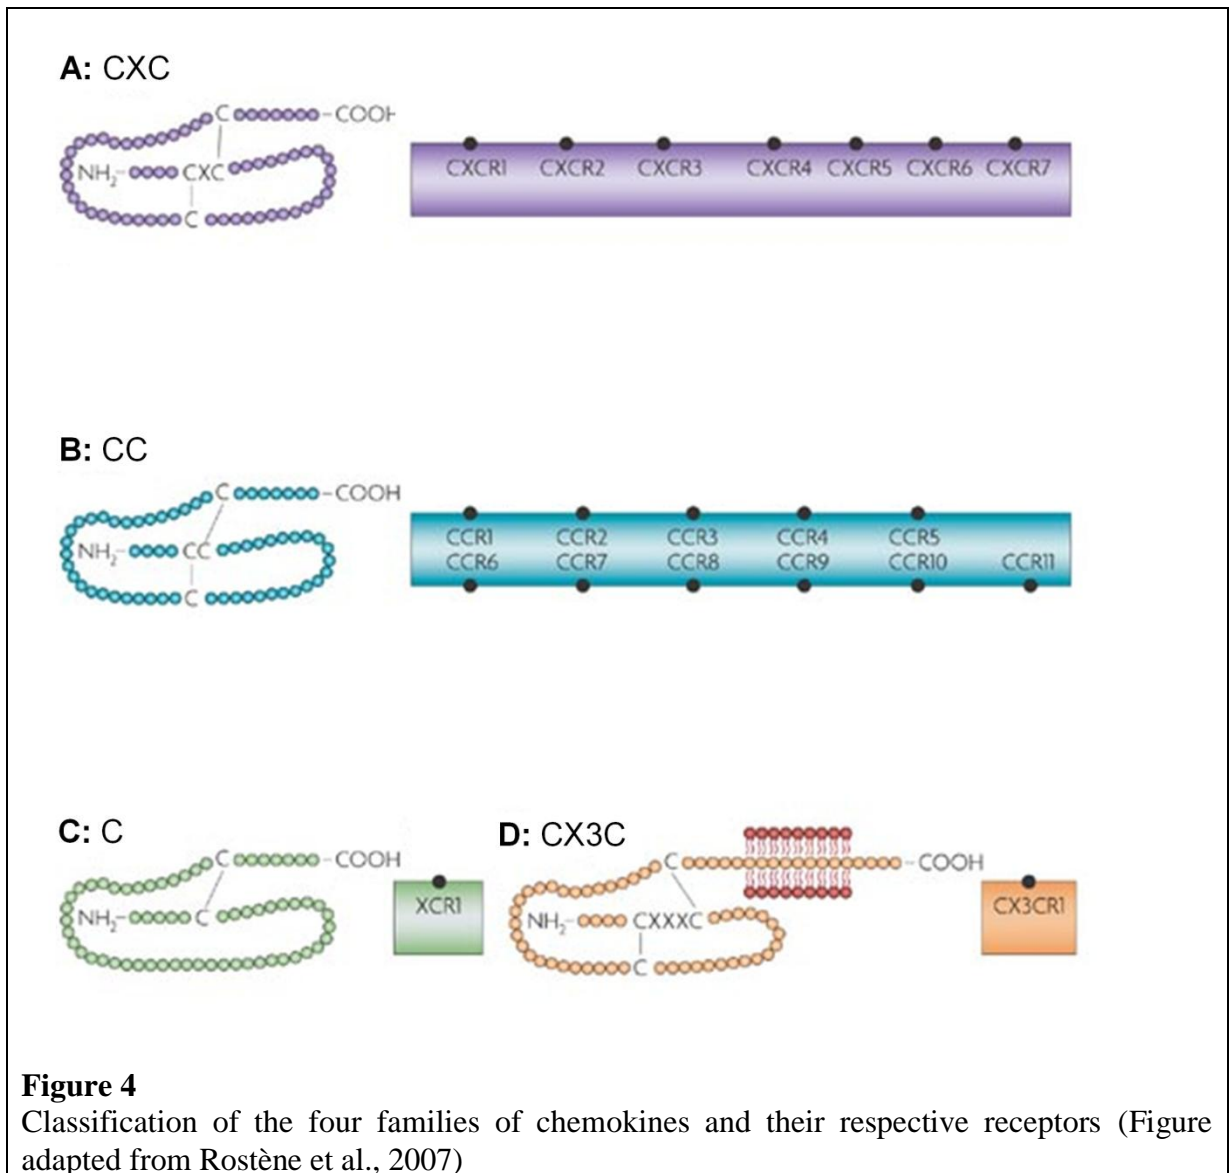 A: CXC
C -COOH
NH2- CXC
C
CXCR1 CXCR2 CXCR3 CXCR4 CXCR5 CXCR6 CXCR7
B: CC
C -COOH
NH2- CC
C
CCR1 CCR2 CCR3 CCR4 CCR5
CCR6 CCR7 CCR8 CCR9 CCR10 CCR11
C: C
C -COOH
NH2- C
XCR1
D: CX3C
C -COOH
NH2- CXXXC
C
CX3CR1
Figure 4
Classification of the four families of chemokines and their respective receptors (Figure
adapted from Rostène et al., 2007)